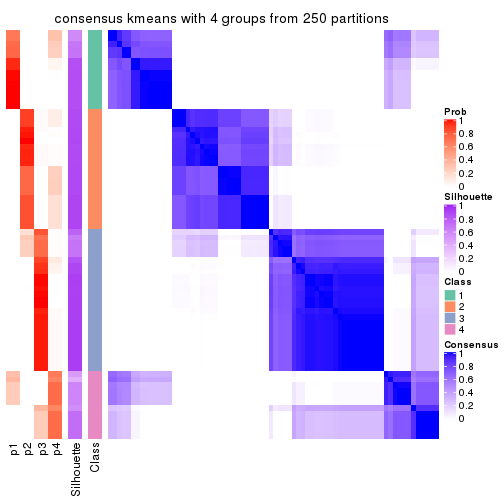 consensus kmeans with 4 groups from 250 partitions
Prob
1
0.8
0.6
0.4
0.2
0
Silhouette
1
0.8
0.6
0.4
0.2
0
Class
1
2
3
4
Consensus
1
0.8
0.6
0.4
0.2
0
p1
p2
p3
p4
Silhouette
Class